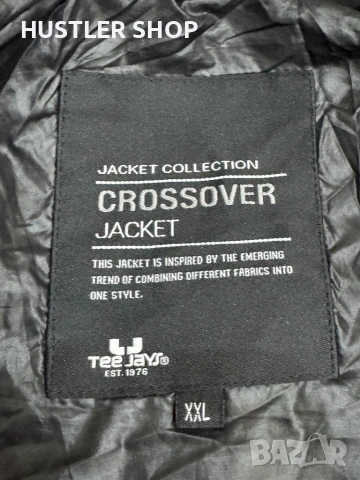 HUSTLER SHOP
JACKET COLLECTION
CROSSOVER
JACKET
THIS JACKET IS INSPIRED BY THE EMERGING
TREND OF COMBINING DIFFERENT FABRICS INTO
ONE STYLE.
TEE JAYS®
EST. 1976
XXL
BAZAR